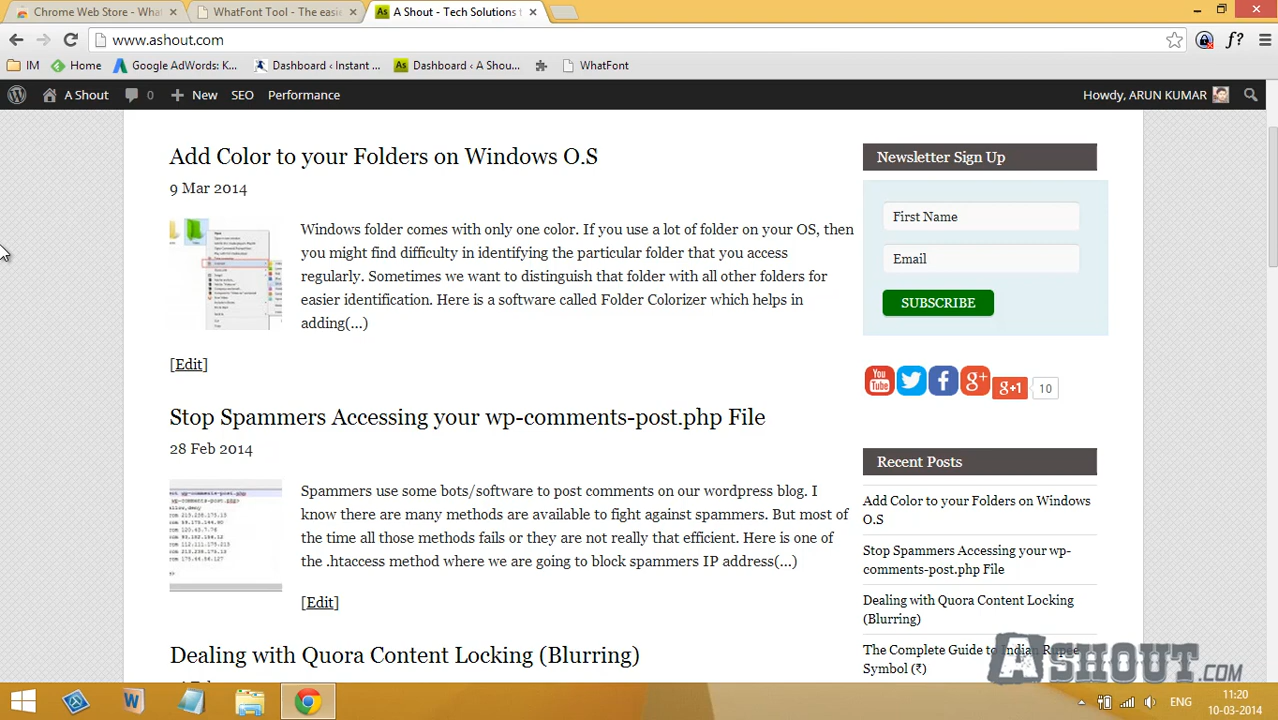 Chrome Web Store - What
WhatFont Tool - The easie
As A Shout - Tech Solutions f
www.ashout.com
f?
IM
Home
Google AdWords: K...
Dashboard ‹ Instant ...
As Dashboard ‹ A Shou...
WhatFont
A Shout
0
New
SEO
Performance
Howdy, ARUN KUMAR
Add Color to your Folders on Windows O.S
9 Mar 2014
Windows folder comes with only one color. If you use a lot of folder on your OS, then
you might find difficulty in identifying the particular folder that you access
regularly. Sometimes we want to distinguish that folder with all other folders for
easier identification. Here is a software called Folder Colorizer which helps in
adding(...)
[Edit]
Stop Spammers Accessing your wp-comments-post.php File
28 Feb 2014
Spammers use some bots/software to post comments on our wordpress blog. I
know there are many methods are available to fight against spammers. But most of
the time all those methods fails or they are not really that efficient. Here is one of
the .htaccess method where we are going to block spammers IP address(...)
[Edit]
Dealing with Quora Content Locking (Blurring)
Newsletter Sign Up
First Name
Email
SUBSCRIBE
You Tube
f
g+
g+1
10
Recent Posts
Add Color to your Folders on Windows
O.S
Stop Spammers Accessing your wp-
comments-post.php File
Dealing with Quora Content Locking
(Blurring)
The Complete Guide to Indian Rupee
Symbol (₹)
ASHOUT.COM
W
ENG
11:20
10-03-2014